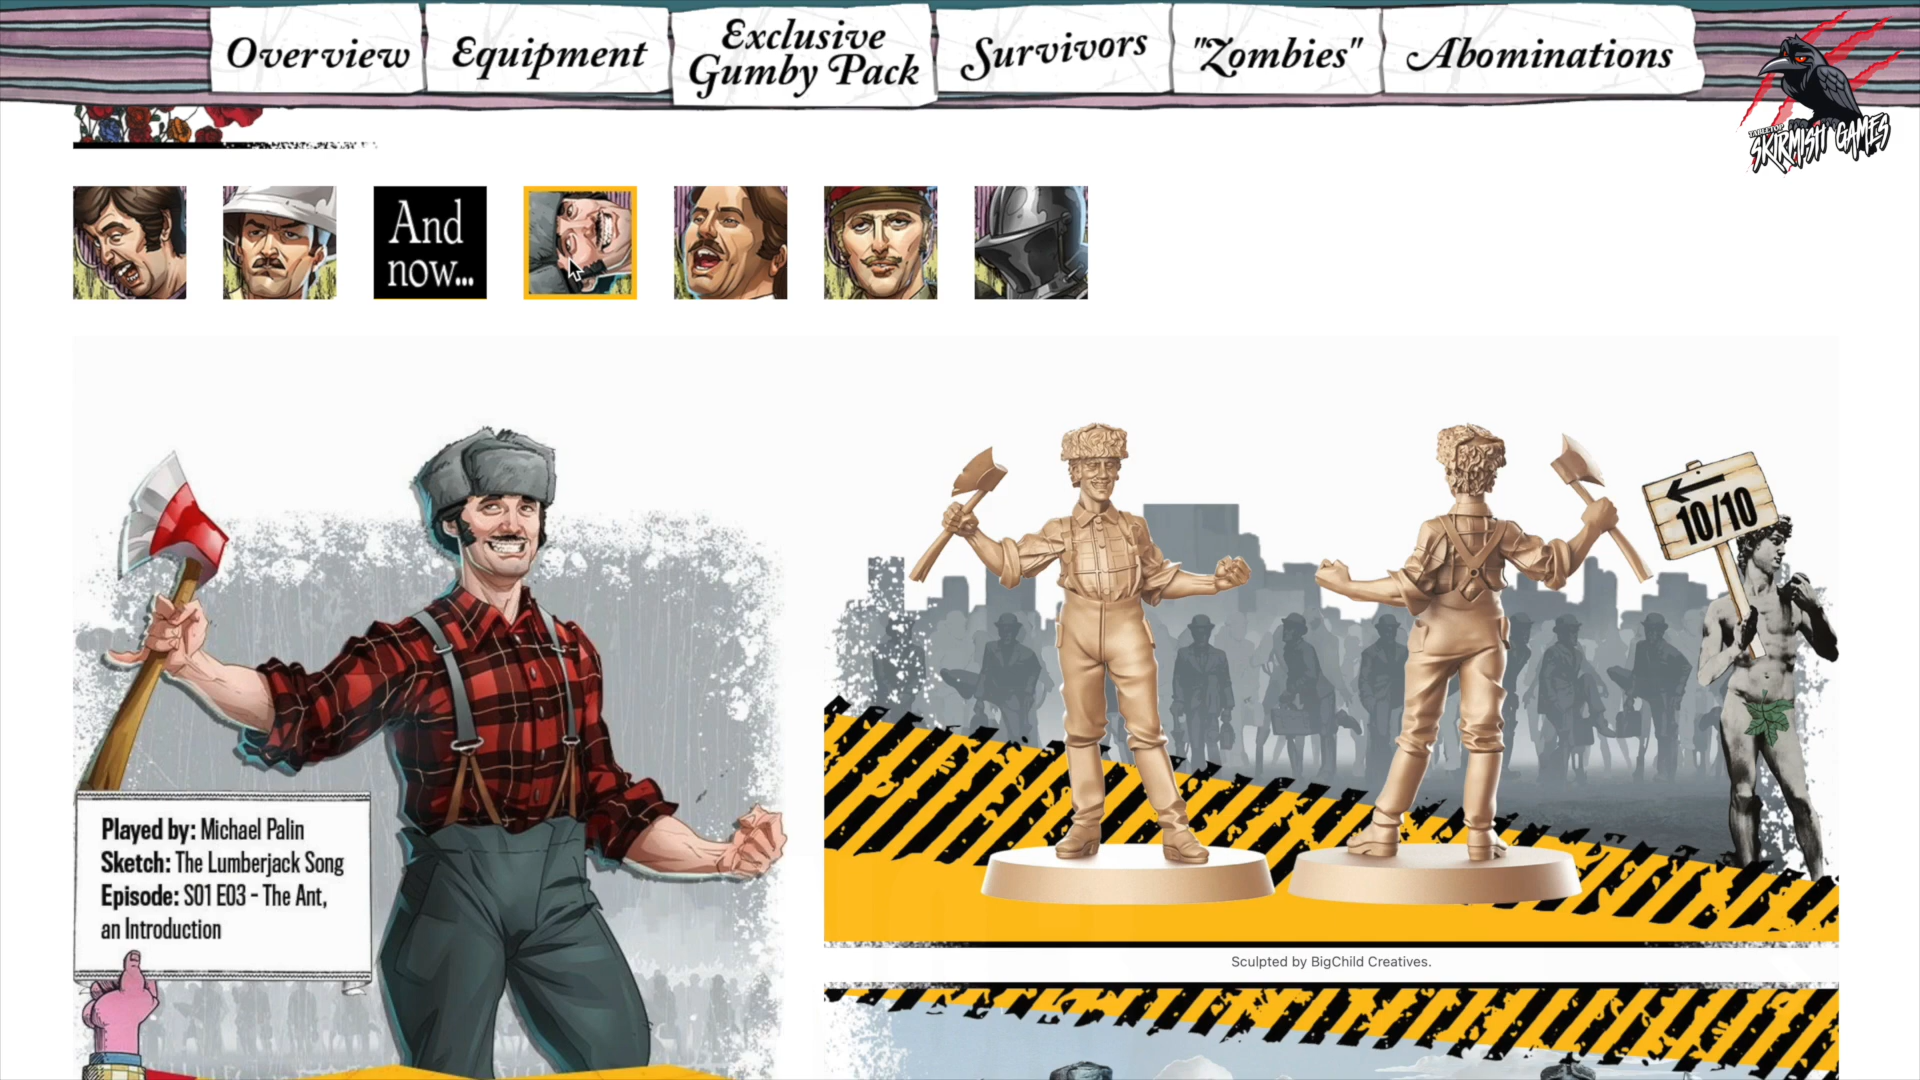 Overview
Equipment
Exclusive
Gumby Pack
Survivors
"Zombies"
Abominations
TABLETOP
SKIRMISH GAMES
And
now...
10/10
Played by: Michael Palin
Sketch: The Lumberjack Song
Episode: S01 E03 - The Ant,
an Introduction
Sculpted by BigChild Creatives.